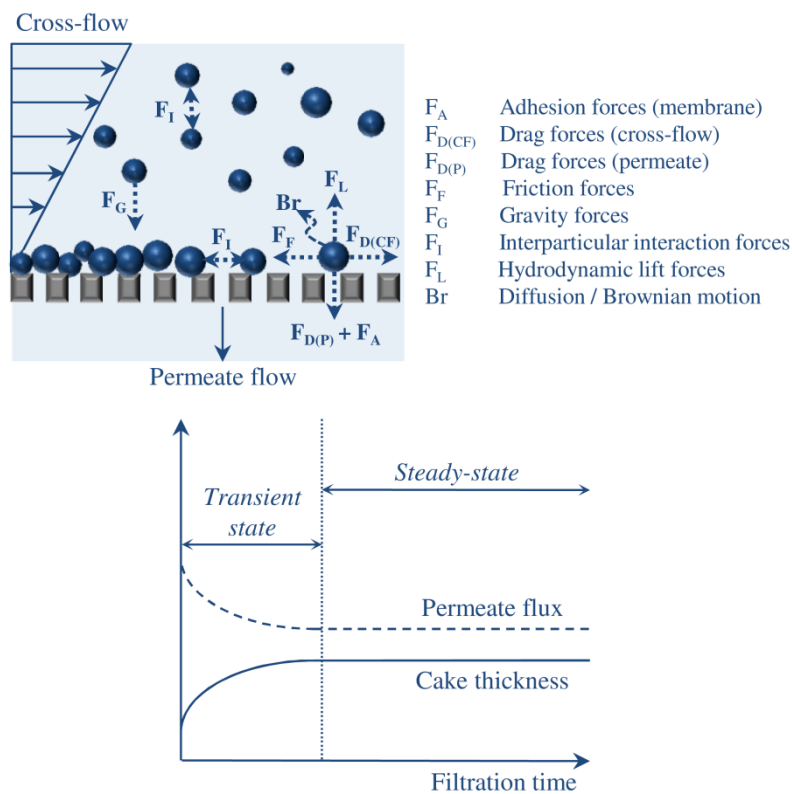 Cross-flow
F_I
F_G
F_I
Br
F_L
F_F
F_D(CF)
F_D(P) + F_A
Permeate flow
F_A Adhesion forces (membrane)
F_D(CF) Drag forces (cross-flow)
F_D(P) Drag forces (permeate)
F_F Friction forces
F_G Gravity forces
F_I Interparticular interaction forces
F_L Hydrodynamic lift forces
Br Diffusion / Brownian motion
Steady-state
Transient
state
Permeate flux
Cake thickness
Filtration time